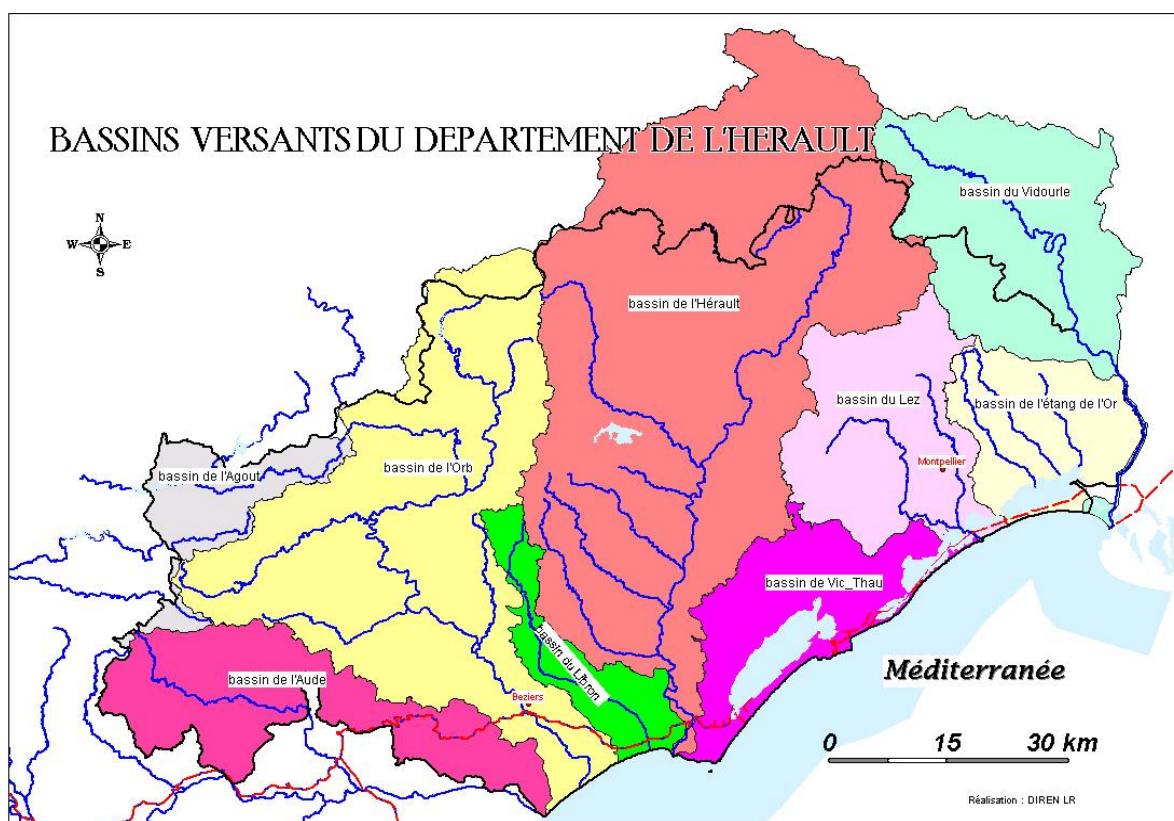 BASSINS VERSANTS DU DEPARTEMENT DE L'HERAULT
bassin du Vidourle
N
W E
S
bassin de l'Hérault
bassin du Lez
bassin de l'étang de l'Or
bassin de l'Agout
bassin de l'Orb
Montpellier
bassin de Vic_Thau
bassin du Libron
bassin de l'Aude
Beziers
Méditerranée
0 15 30 km
Réalisation : DIREN LR